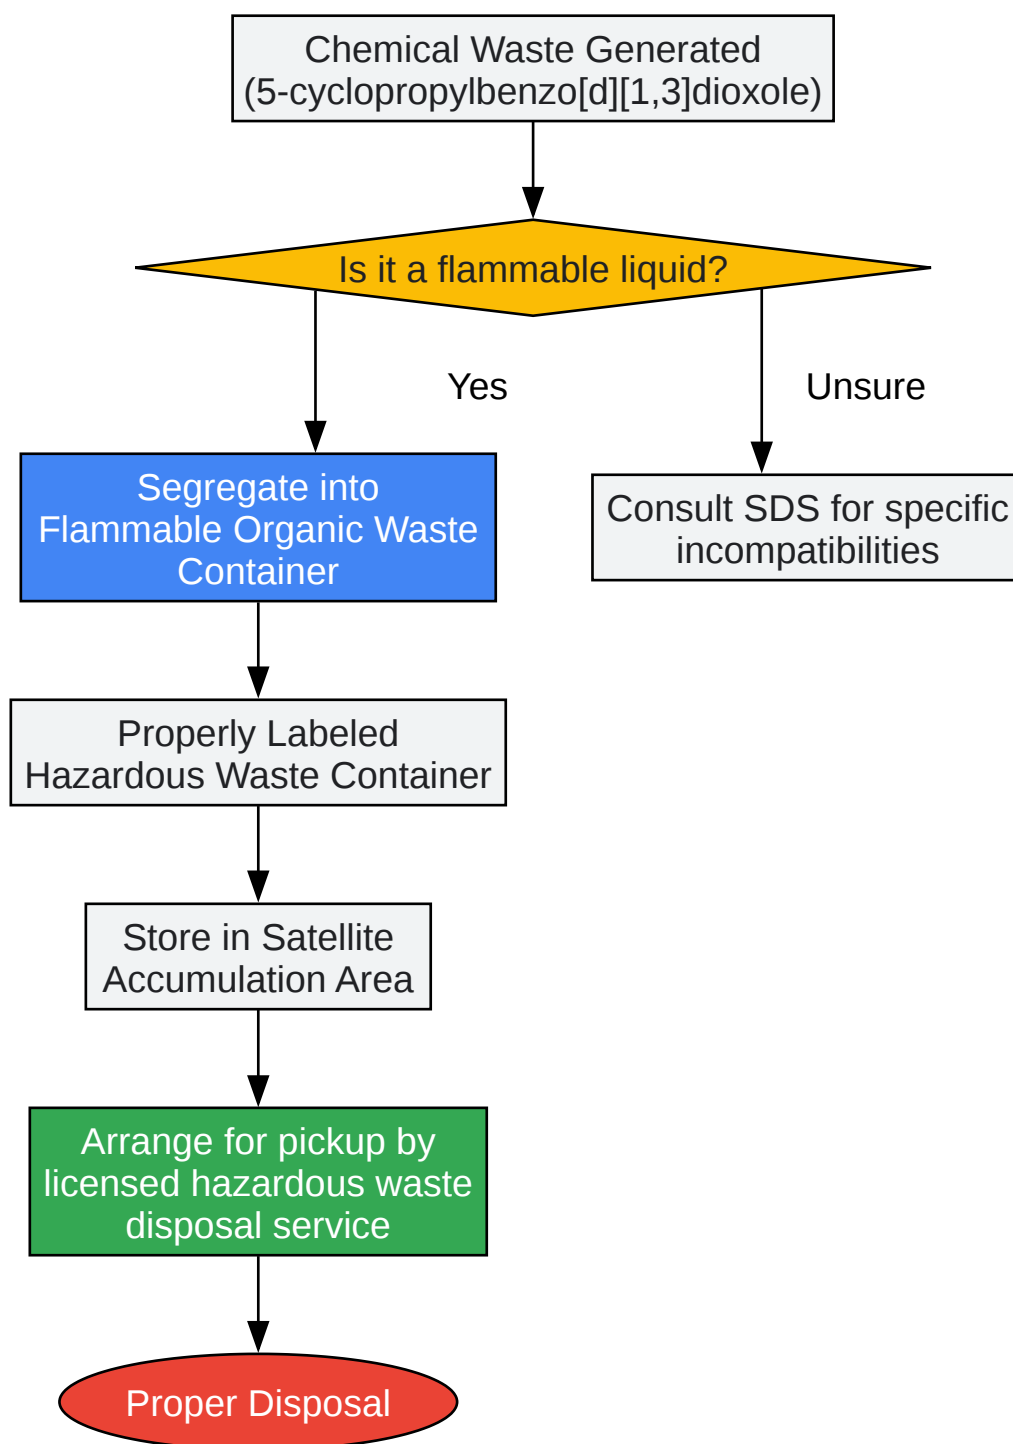 Chemical Waste Generated
(5-cyclopropylbenzo[d][1,3]dioxole)
Is it a flammable liquid?
Yes
Unsure
Segregate into
Flammable Organic Waste
Container
Consult SDS for specific
incompatibilities
Properly Labeled
Hazardous Waste Container
Store in Satellite
Accumulation Area
Arrange for pickup by
licensed hazardous waste
disposal service
Proper Disposal